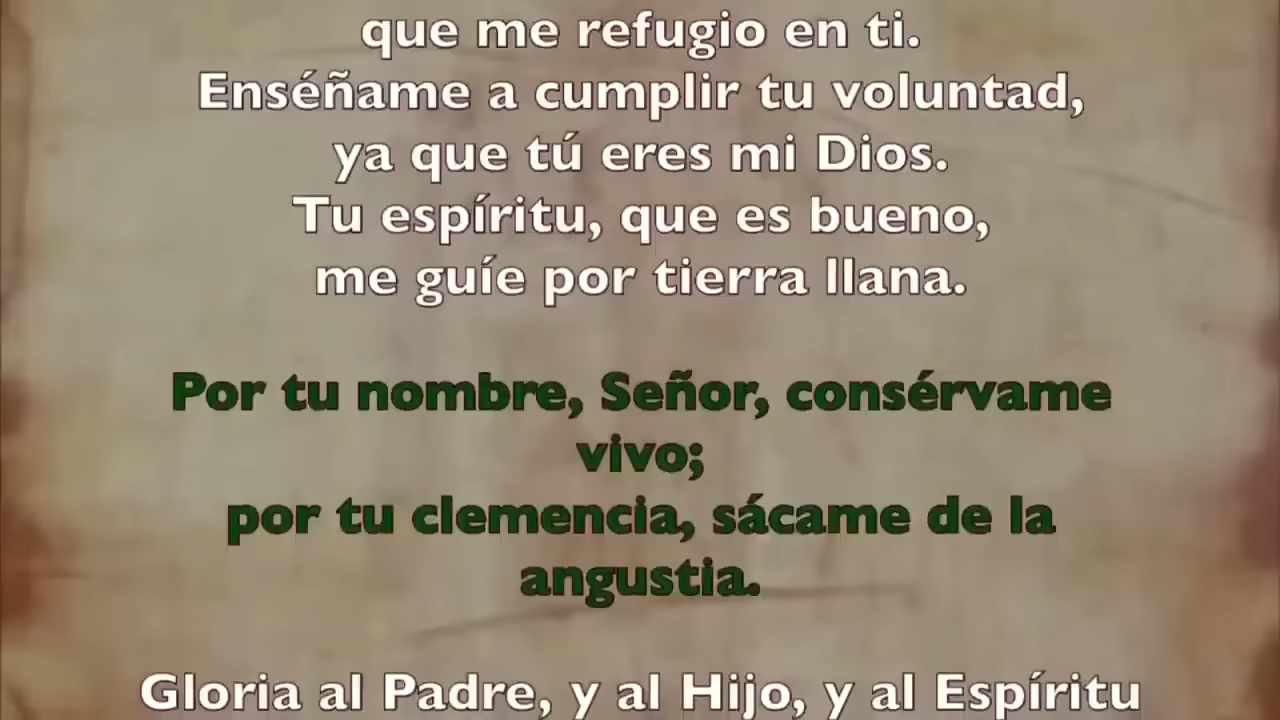 que me refugio en ti.
Enséñame a cumplir tu voluntad,
ya que tú eres mi Dios.
Tu espíritu, que es bueno,
me guíe por tierra llana.
Por tu nombre, Señor, consérvame
vivo;
por tu clemencia, sácame de la
angustia.
Gloria al Padre, y al Hijo, y al Espíritu